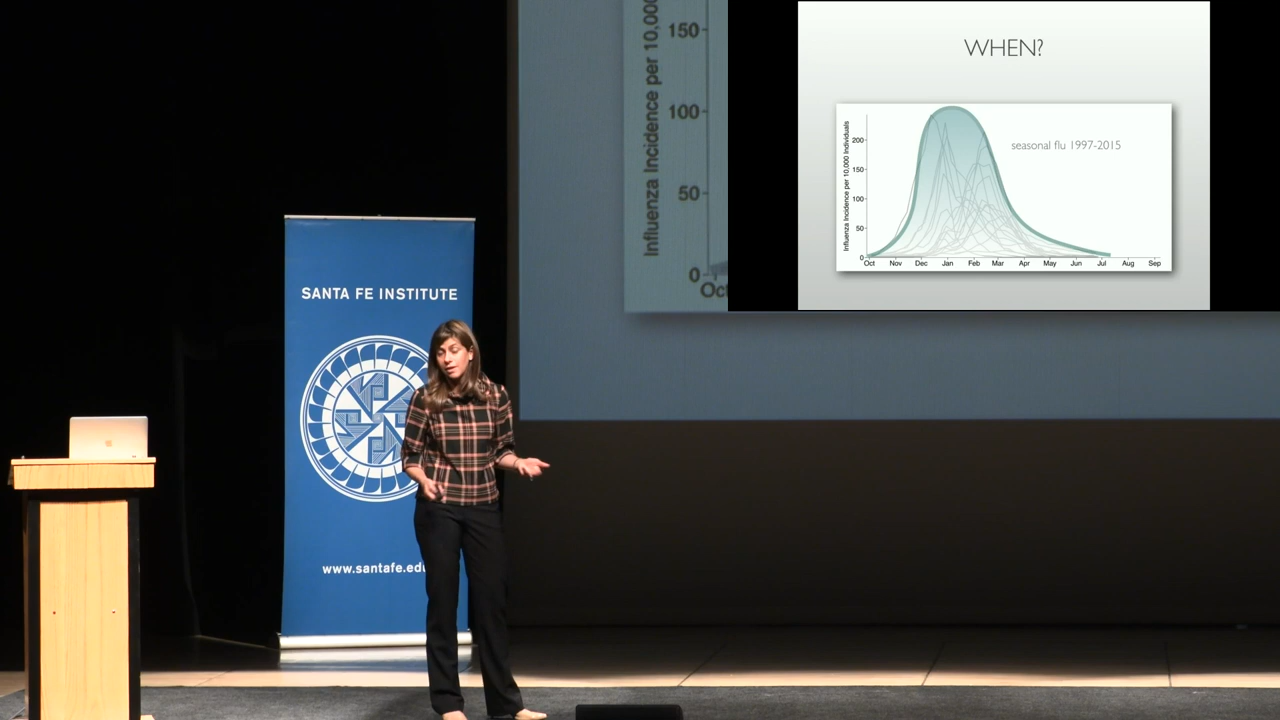 SANTA FE INSTITUTE
www.santafe.edu
Influenza Incidence per 10,000
150
100
50
0
Oct
WHEN?
seasonal flu 1997-2015
Influenza Incidence per 10,000 Individuals
200
150
100
50
0
Oct Nov Dec Jan Feb Mar Apr May Jun Jul Aug Sep